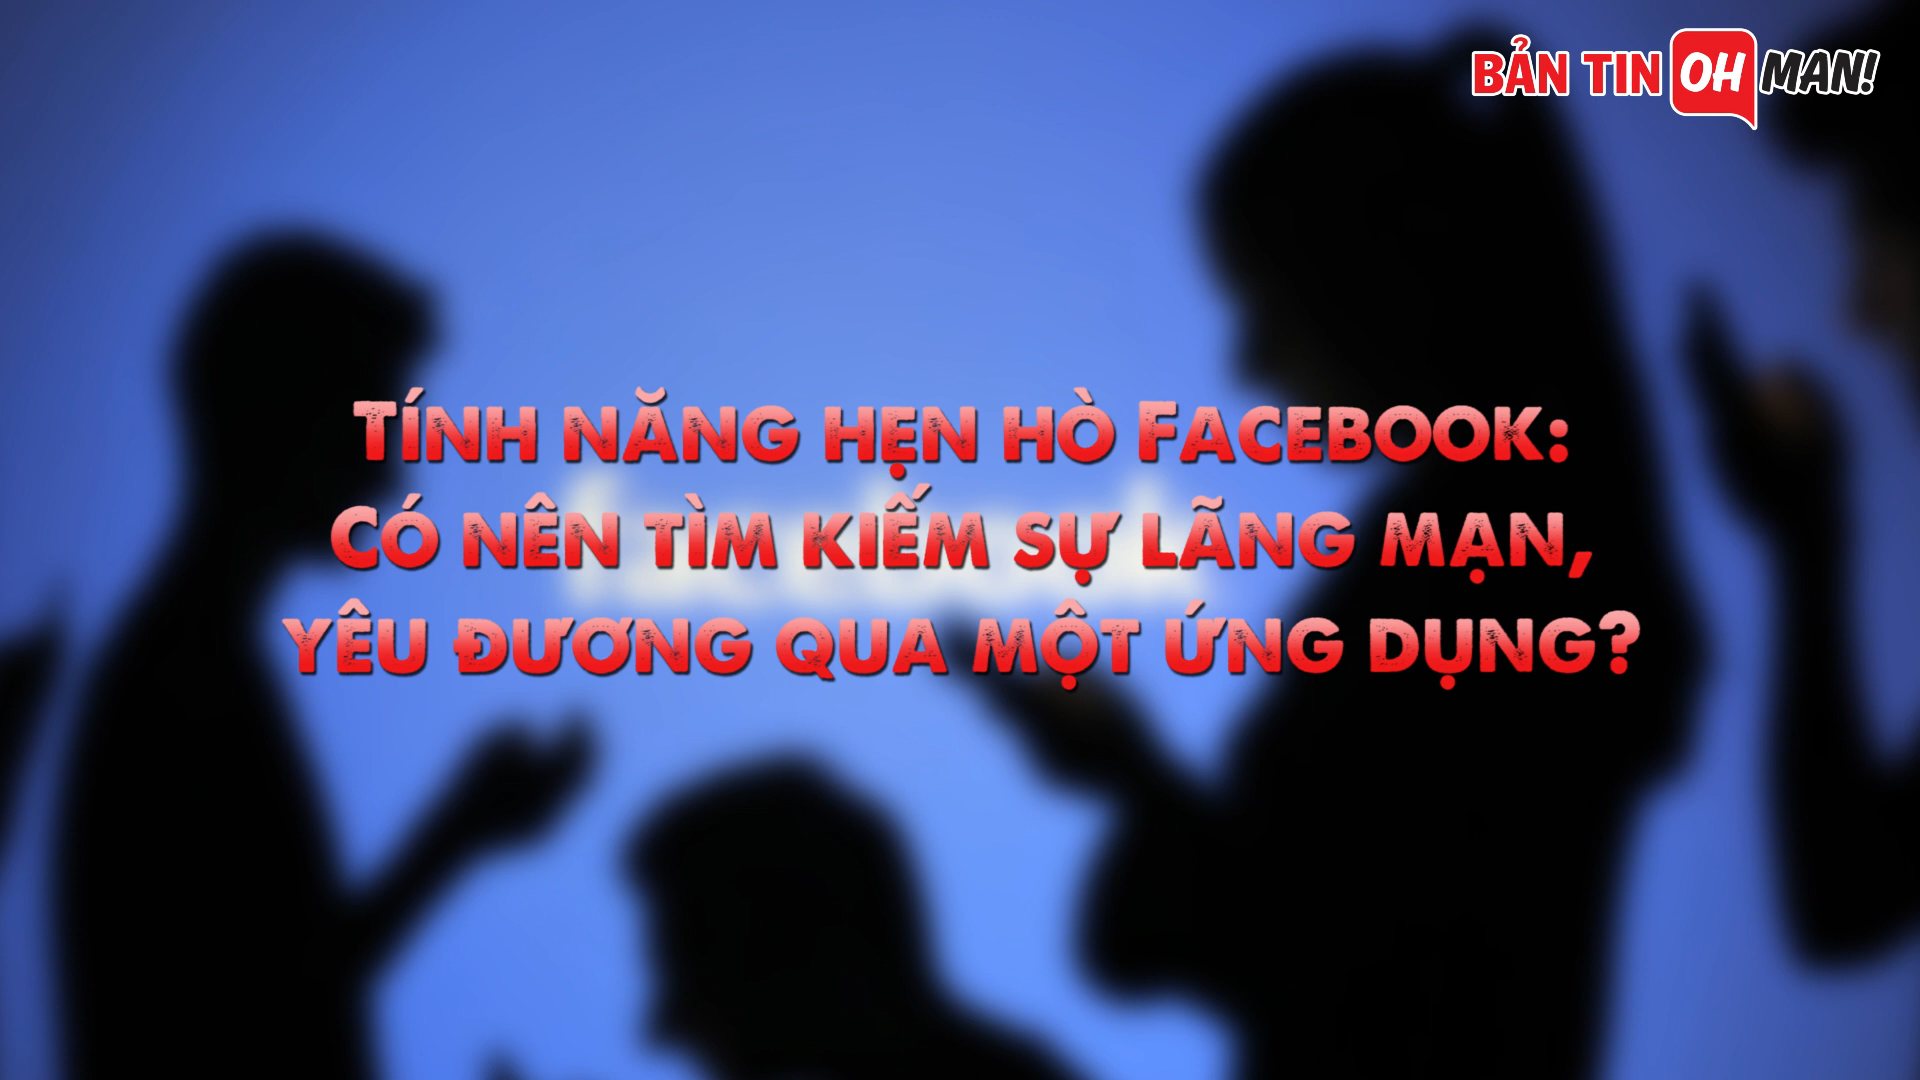 BẢN TIN OH MAN!
Tính năng hẹn hò Facebook:
Có nên tìm kiếm sự lãng mạn,
yêu đương qua một ứng dụng?
facebook